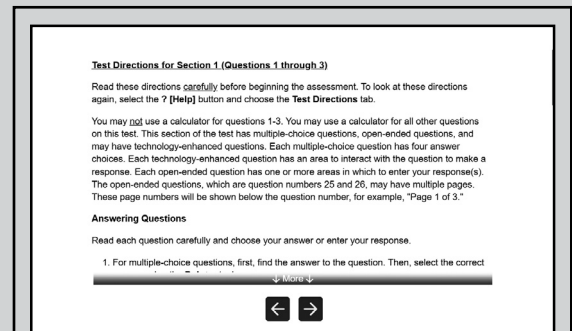 Test Directions for Section 1 (Questions 1 through 3)
Read these directions carefully before beginning the assessment. To look at these directions
again, select the ? [Help] button and choose the Test Directions tab.
You may not use a calculator for questions 1-3. You may use a calculator for all other questions
on this test. This section of the test has multiple-choice questions, open-ended questions, and
may have technology-enhanced questions. Each multiple-choice question has four answer
choices. Each technology-enhanced question has an area to interact with the question to make a
response. Each open-ended question has one or more areas in which to enter your response(s).
The open-ended questions, which are question numbers 25 and 26, may have multiple pages.
These page numbers will be shown below the question number, for example, "Page 1 of 3."
Answering Questions
Read each question carefully and choose your answer or enter your response.
1. For multiple-choice questions, first, find the answer to the question. Then, select the correct
↓ More ↓